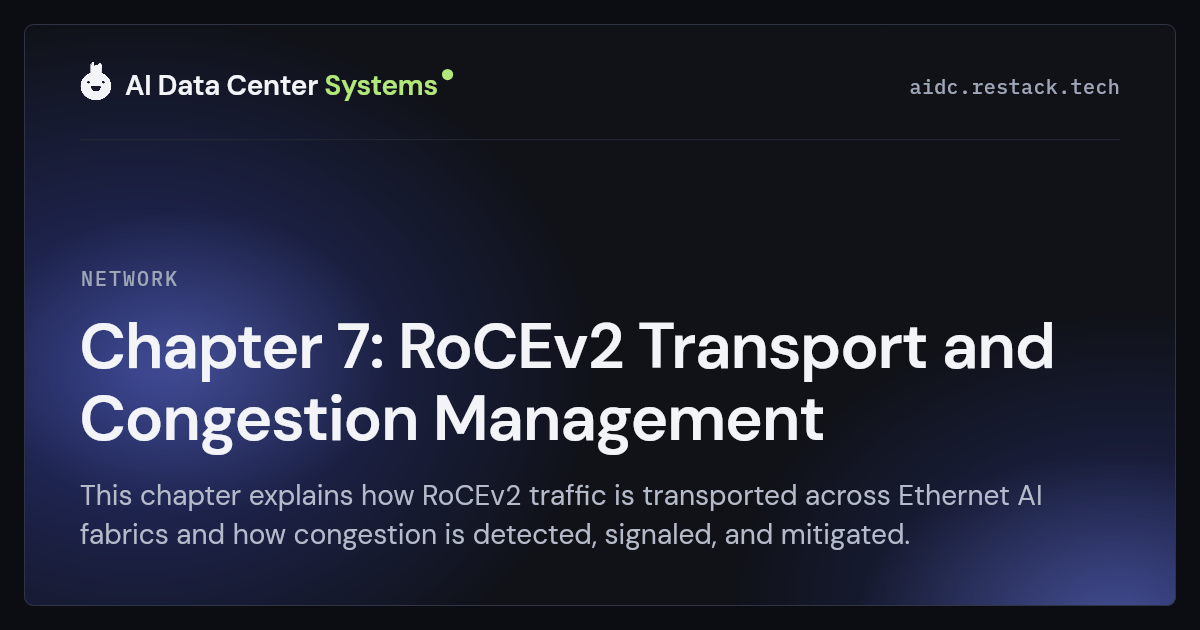 AI Data Center Systems
aidc.restack.tech
NETWORK
Chapter 7: RoCEv2 Transport and
Congestion Management
This chapter explains how RoCEv2 traffic is transported across Ethernet AI
fabrics and how congestion is detected, signaled, and mitigated.